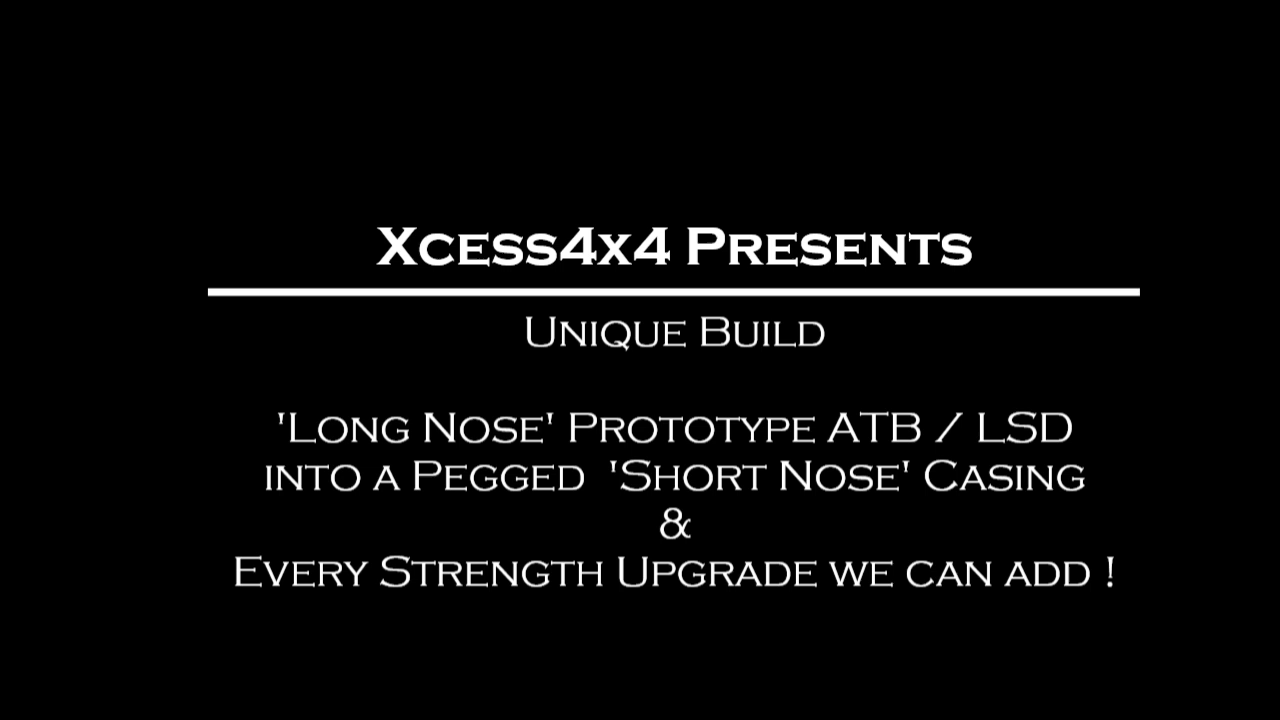 Xcess4x4 Presents
Unique Build
'Long Nose' Prototype ATB / LSD
into a Pegged 'Short Nose' Casing
&
Every Strength Upgrade we can add !